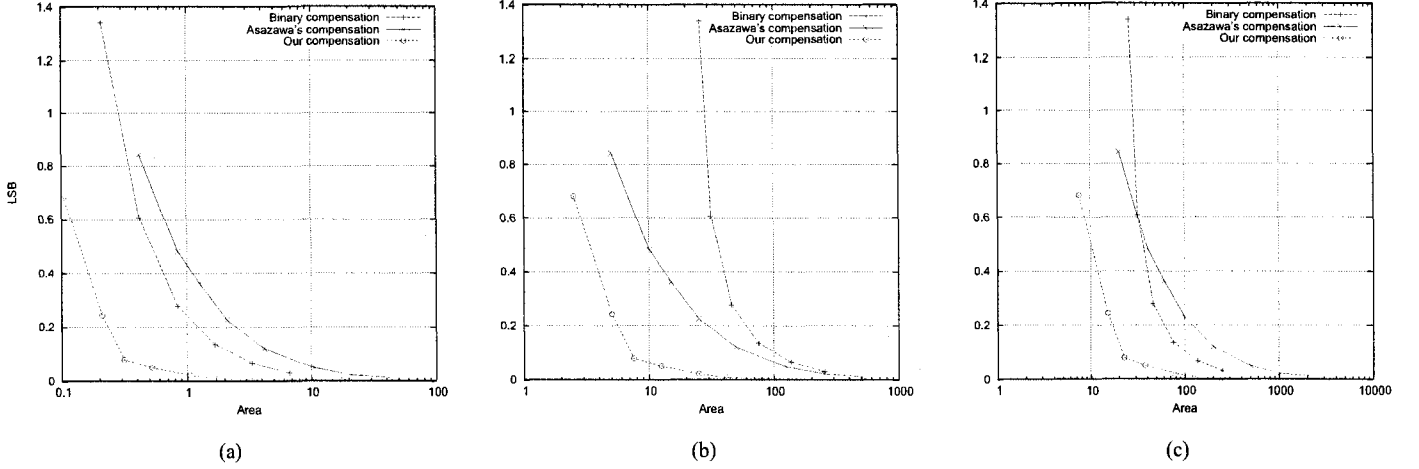 1.4
1.2
1
0.8
0.6
0.4
0.2
0
LSB
0.1
1
10
100
Area
Binary compensation
Asazawa's compensation
Our compensation
(a)
1.4
1.2
1
0.8
0.6
0.4
0.2
0
1
10
100
1000
Area
Binary compensation
Asazawa's compensation
Our compensation
(b)
1.4
1.2
1
0.8
0.6
0.4
0.2
0
1
10
100
1000
10000
Area
Binary compensation
Asazawa's compensation
Our compensation
(c)